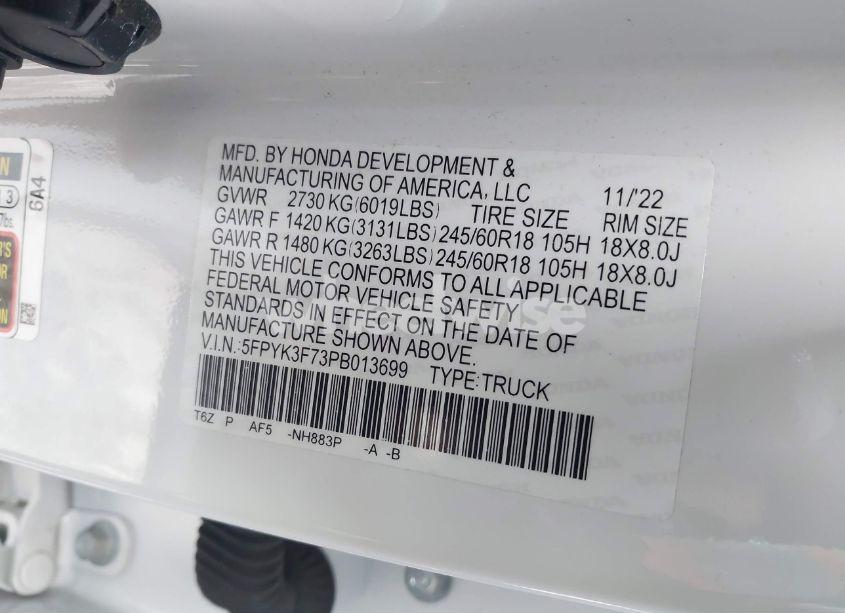 MFD. BY HONDA DEVELOPMENT &
MANUFACTURING OF AMERICA, LLC 11/'22
GVWR 2730 KG(6019LBS) TIRE SIZE RIM SIZE
GAWR F 1420 KG(3131LBS) 245/60R18 105H 18X8.0J
GAWR R 1480 KG(3263LBS) 245/60R18 105H 18X8.0J
THIS VEHICLE CONFORMS TO ALL APPLICABLE
FEDERAL MOTOR VEHICLE SAFETY
STANDARDS IN EFFECT ON THE DATE OF
MANUFACTURE SHOWN ABOVE.
V.I.N.:5FPYK3F73PB013699 TYPE:TRUCK
T6Z P AF5 -NH883P -A -B
6A4